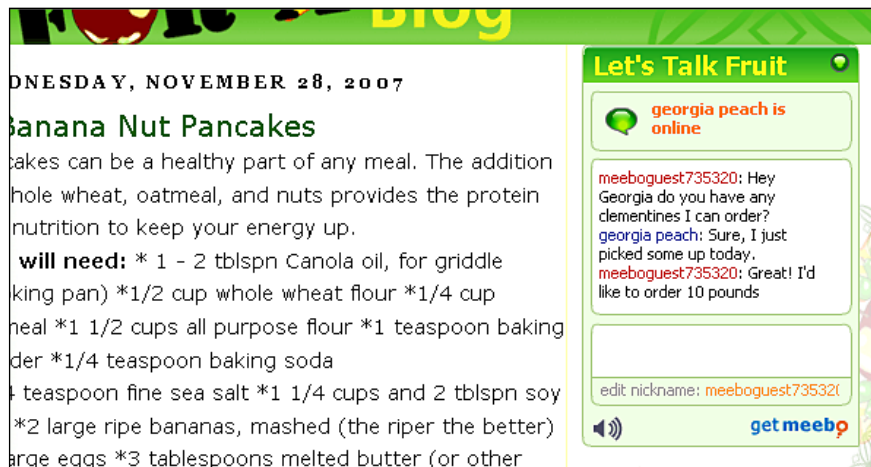 Blog
DNESDAY, NOVEMBER 28, 2007
Banana Nut Pancakes
cakes can be a healthy part of any meal. The addition
hole wheat, oatmeal, and nuts provides the protein
nutrition to keep your energy up.
will need: * 1 - 2 tblspn Canola oil, for griddle
king pan) *1/2 cup whole wheat flour *1/4 cup
meal *1 1/2 cups all purpose flour *1 teaspoon baking
der *1/4 teaspoon baking soda
4 teaspoon fine sea salt *1 1/4 cups and 2 tblspn soy
*2 large ripe bananas, mashed (the riper the better)
arge eggs *3 tablespoons melted butter (or other
Let's Talk Fruit
georgia peach is
online
meeboguest735320: Hey
Georgia do you have any
clementines I can order?
georgia peach: Sure, I just
picked some up today.
meeboguest735320: Great! I'd
like to order 10 pounds
edit nickname: meeboguest735320
get meebo